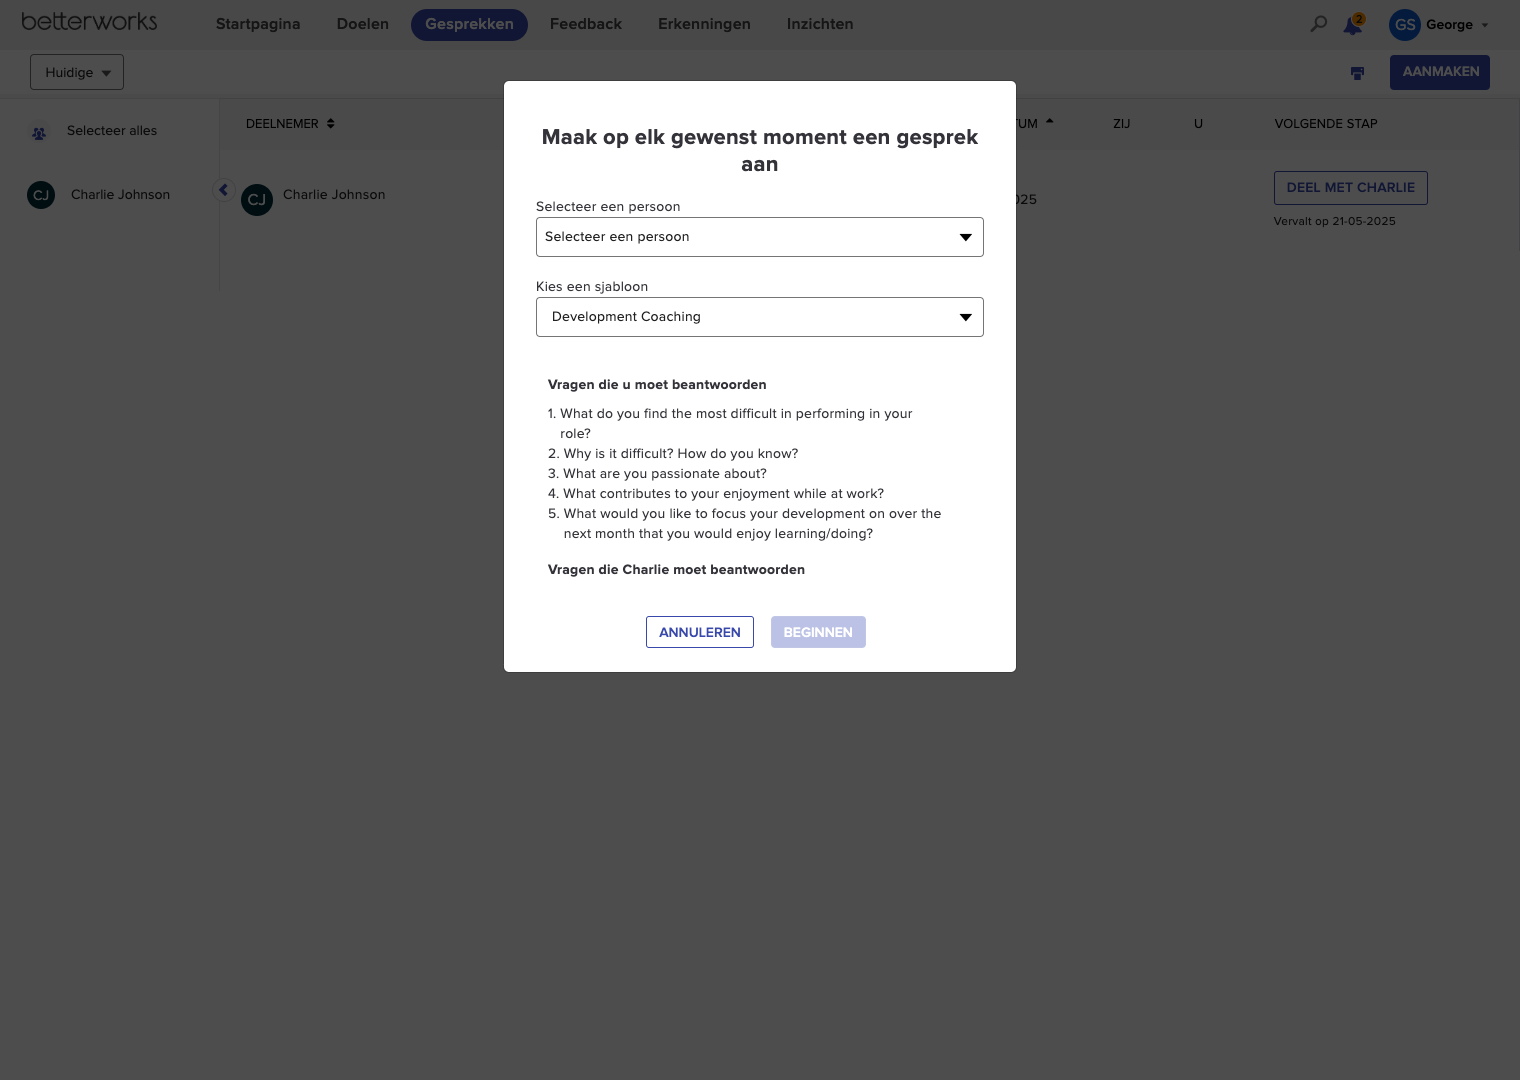 betterworks
Startpagina
Doelen
Gesprekken
Feedback
Erkenningen
Inzichten
2
GS
George
Huidige
AANMAKEN
Selecteer alles
DEELNEMER
TUM
ZIJ
U
VOLGENDE STAP
CJ
Charlie Johnson
CJ
Charlie Johnson
025
DEEL MET CHARLIE
Vervalt op 21-05-2025
Maak op elk gewenst moment een gesprek
aan
Selecteer een persoon
Selecteer een persoon
Kies een sjabloon
Development Coaching
Vragen die u moet beantwoorden
1. What do you find the most difficult in performing in your
role?
2. Why is it difficult? How do you know?
3. What are you passionate about?
4. What contributes to your enjoyment while at work?
5. What would you like to focus your development on over the
next month that you would enjoy learning/doing?
Vragen die Charlie moet beantwoorden
ANNULEREN
BEGINNEN